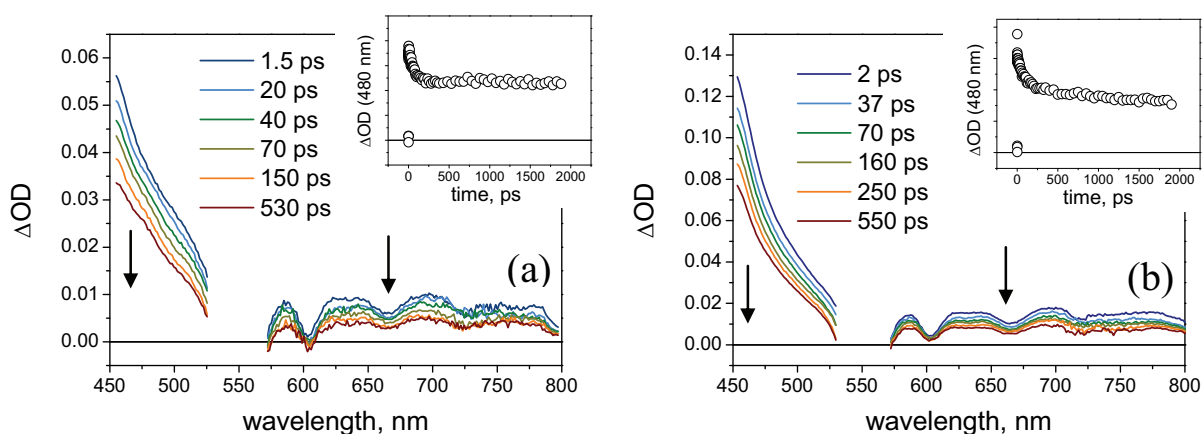 0.06
0.05
0.04
0.03
0.02
0.01
0.00
ΔOD
1.5 ps
20 ps
40 ps
70 ps
150 ps
530 ps
ΔOD (480 nm)
0 500 1000 1500 2000
time, ps
(a)
450 500 550 600 650 700 750 800
wavelength, nm
0.14
0.12
0.10
0.08
0.06
0.04
0.02
0.00
ΔOD
2 ps
37 ps
70 ps
160 ps
250 ps
550 ps
ΔOD (480 nm)
0 500 1000 1500 2000
time, ps
(b)
450 500 550 600 650 700 750 800
wavelength, nm